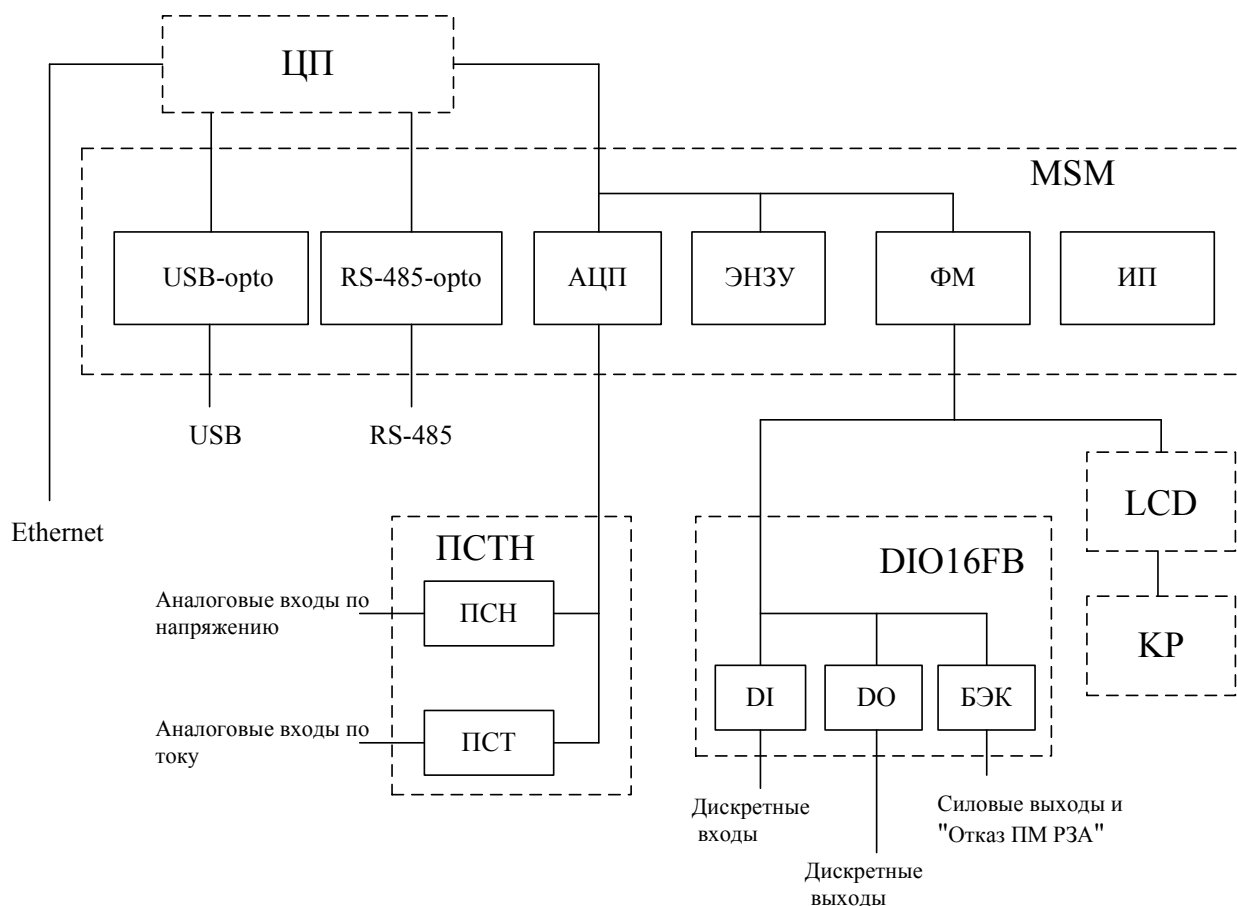 ЦП
MSM
USB-opto
RS-485-opto
АЦП
ЭНЗУ
ФМ
ИП
USB
RS-485
Ethernet
LCD
KP
ПСТН
ПСН
ПСТ
Аналоговые входы по
напряжению
Аналоговые входы по
току
DIO16FB
DI
DO
БЭК
Дискретные
входы
Дискретные
выходы
Силовые выходы и
"Отказ ПМ РЗА"